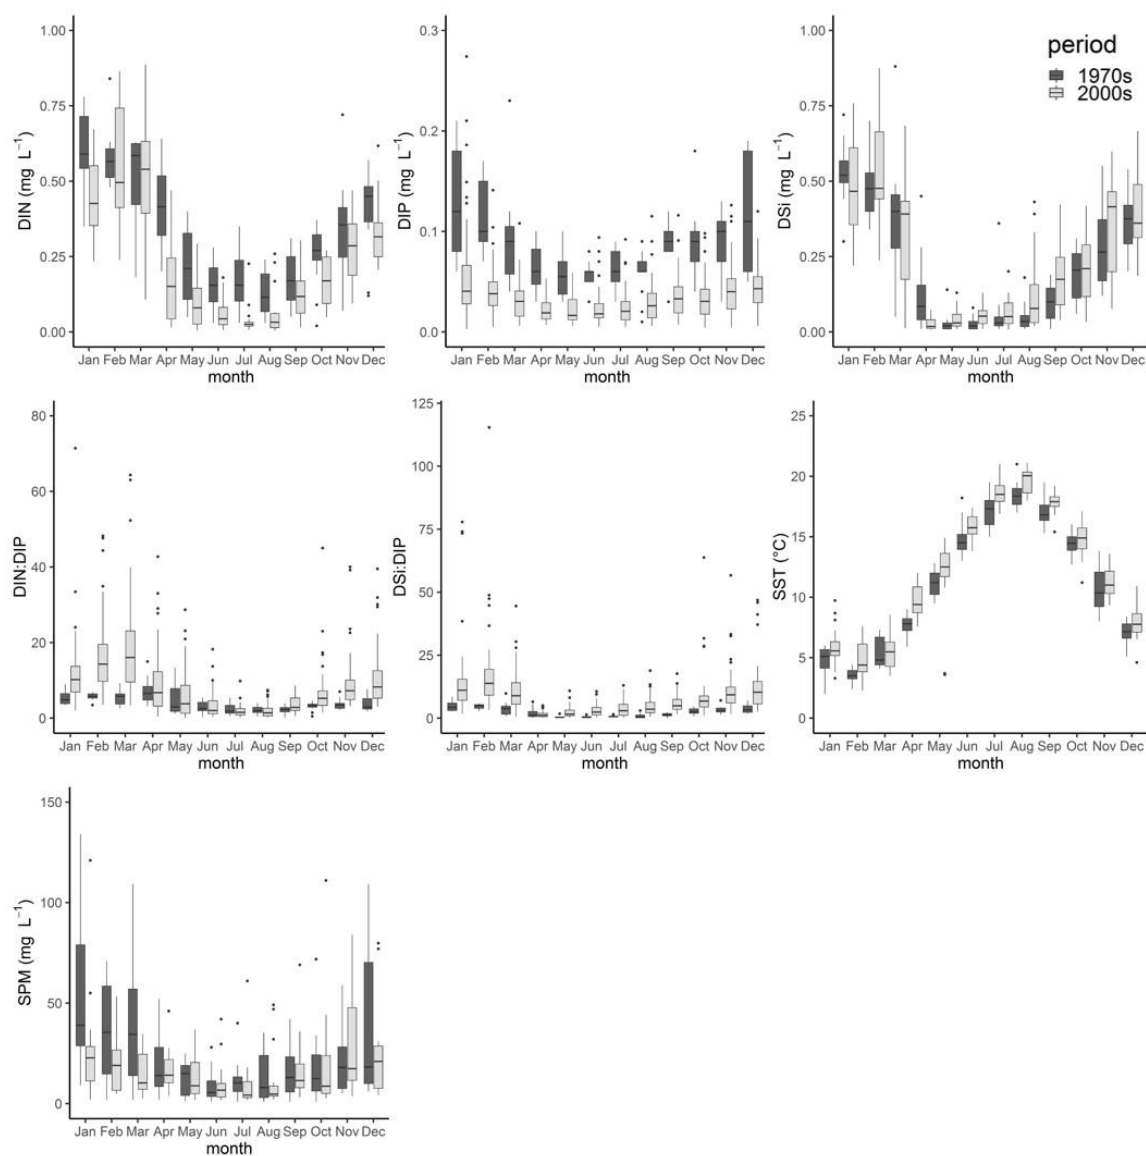 1.00
0.75
0.50
0.25
0.00
DIN (mg L⁻¹)
Jan Feb Mar Apr May Jun Jul Aug Sep Oct Nov Dec
month
0.3
0.2
0.1
0.0
DIP (mg L⁻¹)
Jan Feb Mar Apr May Jun Jul Aug Sep Oct Nov Dec
month
1.00
0.75
0.50
0.25
0.00
DSi (mg L⁻¹)
period
1970s
2000s
Jan Feb Mar Apr May Jun Jul Aug Sep Oct Nov Dec
month
80
60
40
20
0
DIN:DIP
Jan Feb Mar Apr May Jun Jul Aug Sep Oct Nov Dec
month
125
100
75
50
25
0
DSi:DIP
Jan Feb Mar Apr May Jun Jul Aug Sep Oct Nov Dec
month
25
20
15
10
5
0
SST (°C)
Jan Feb Mar Apr May Jun Jul Aug Sep Oct Nov Dec
month
150
100
50
0
SPM (mg L⁻¹)
Jan Feb Mar Apr May Jun Jul Aug Sep Oct Nov Dec
month